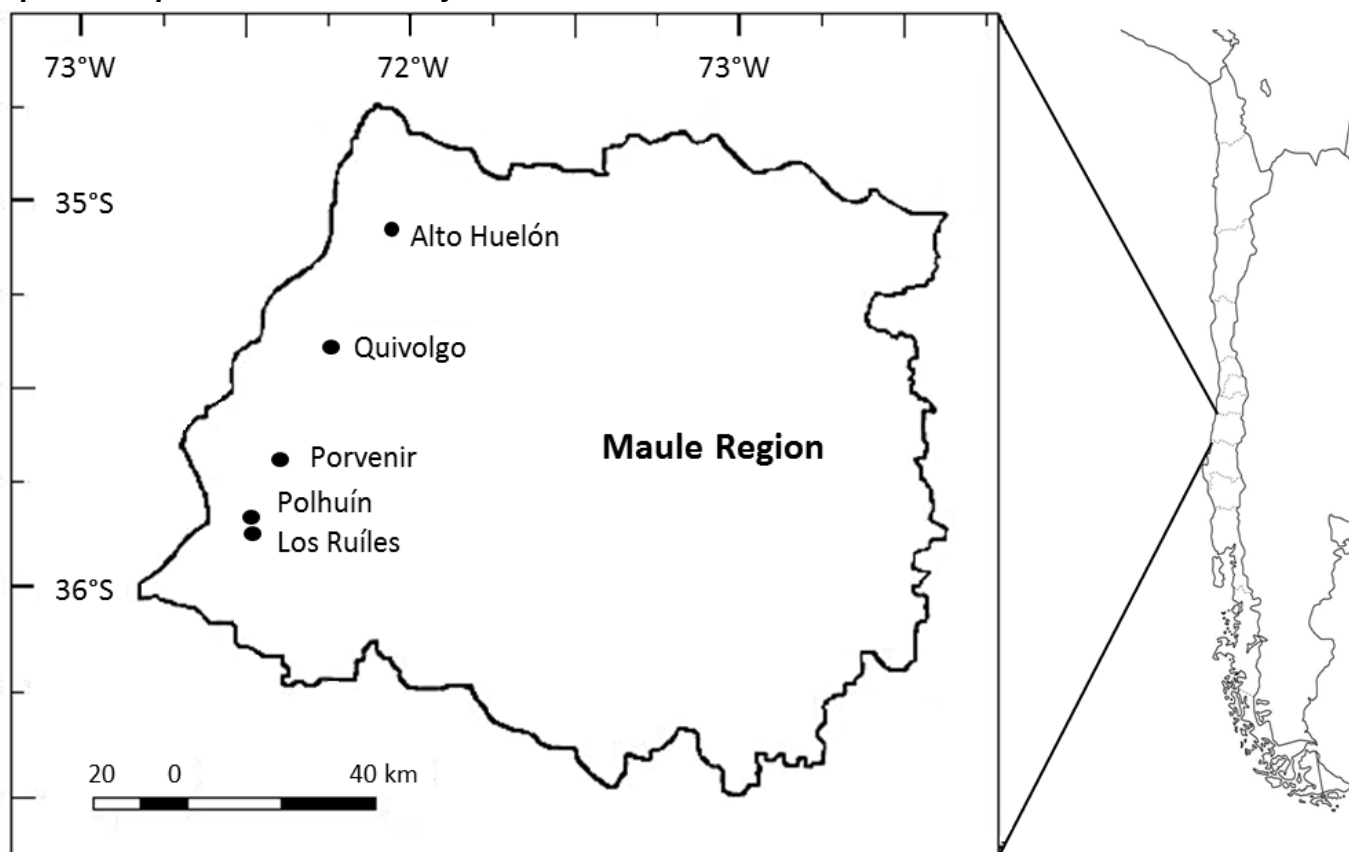 73°W 72°W 73°W
35°S
Alto Huelón
Quivolgo
Maule Region
Porvenir
Polhuín
Los Ruíles
36°S
20 0 40 km